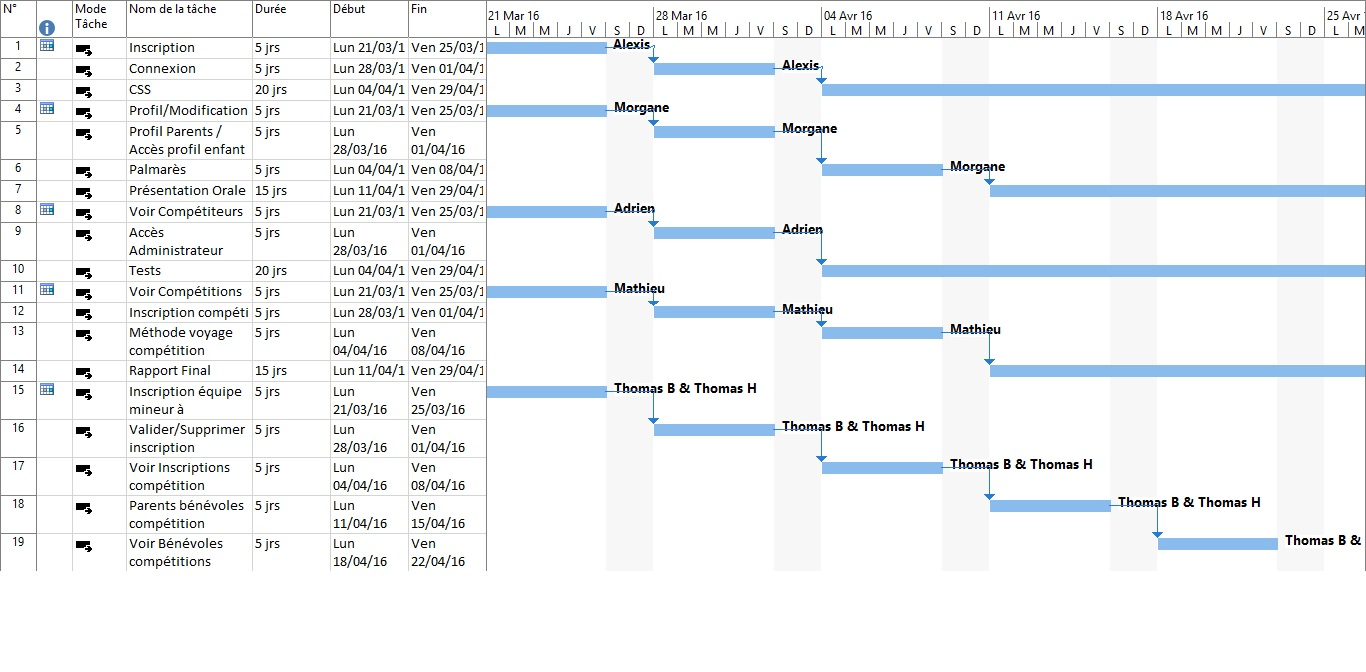 N° Mode Tâche Nom de la tâche Durée Début Fin
21 Mar 16 28 Mar 16 04 Avr 16 11 Avr 16 18 Avr 16 25 Avr
L M M J V S D L M M J V S D L M M J V S D L M M J V S D L M M J V S D L M
1 Inscription 5 jrs Lun 21/03/1 Ven 25/03/1 Alexis
2 Connexion 5 jrs Lun 28/03/1 Ven 01/04/1 Alexis
3 CSS 20 jrs Lun 04/04/1 Ven 29/04/1
4 Profil/Modification 5 jrs Lun 21/03/1 Ven 25/03/1 Morgane
5 Profil Parents / 5 jrs Lun Ven Morgane
Accès profil enfant 28/03/16 01/04/16
6 Palmarès 5 jrs Lun 04/04/1 Ven 08/04/1 Morgane
7 Présentation Orale 15 jrs Lun 11/04/1 Ven 29/04/1
8 Voir Compétiteurs 5 jrs Lun 21/03/1 Ven 25/03/1 Adrien
9 Accès 5 jrs Lun Ven Adrien
Administrateur 28/03/16 01/04/16
10 Tests 20 jrs Lun 04/04/1 Ven 29/04/1
11 Voir Compétitions 5 jrs Lun 21/03/1 Ven 25/03/1 Mathieu
12 Inscription compéti 5 jrs Lun 28/03/1 Ven 01/04/1 Mathieu
13 Méthode voyage 5 jrs Lun Ven Mathieu
compétition 04/04/16 08/04/16
14 Rapport Final 15 jrs Lun 11/04/1 Ven 29/04/1
15 Inscription équipe 5 jrs Lun Ven Thomas B & Thomas H
mineur à 21/03/16 25/03/16
16 Valider/Supprimer 5 jrs Lun Ven Thomas B & Thomas H
inscription 28/03/16 01/04/16
17 Voir Inscriptions 5 jrs Lun Ven Thomas B & Thomas H
compétition 04/04/16 08/04/16
18 Parents bénévoles 5 jrs Lun Ven Thomas B & Thomas H
compétition 11/04/16 15/04/16
19 Voir Bénévoles 5 jrs Lun Ven Thomas B &
compétitions 18/04/16 22/04/16